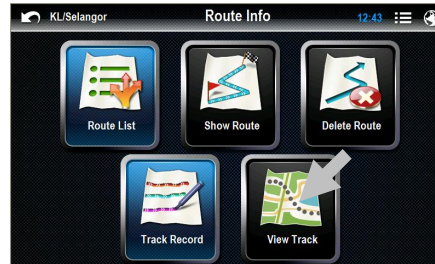 KL/Selangor Route Info 12:43
Route List Show Route Delete Route
Track Record View Track